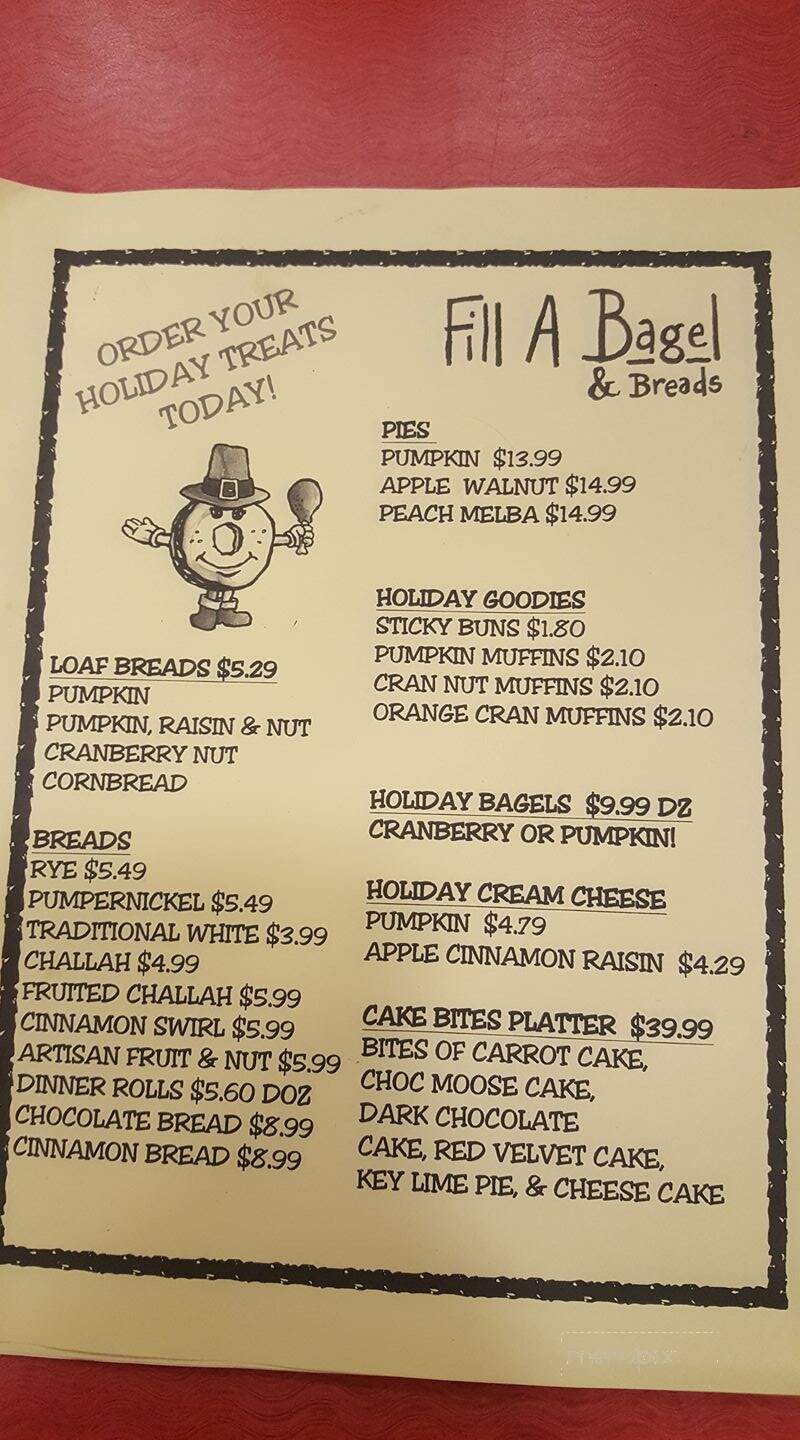 ORDER YOUR
HOLIDAY TREATS
TODAY!
Fill A Bagel
& Breads
LOAF BREADS $5.29
PUMPKIN
PUMPKIN, RAISIN & NUT
CRANBERRY NUT
CORNBREAD
BREADS
RYE $5.49
PUMPERNICKEL $5.49
TRADITIONAL WHITE $3.99
CHALLAH $4.99
FRUITED CHALLAH $5.99
CINNAMON SWIRL $5.99
ARTISAN FRUIT & NUT $5.99
DINNER ROLLS $5.60 DOZ
CHOCOLATE BREAD $8.99
CINNAMON BREAD $8.99
PIES
PUMPKIN $13.99
APPLE WALNUT $14.99
PEACH MELBA $14.99
HOLIDAY GOODIES
STICKY BUNS $1.80
PUMPKIN MUFFINS $2.10
CRAN NUT MUFFINS $2.10
ORANGE CRAN MUFFINS $2.10
HOLIDAY BAGELS $9.99 DZ
CRANBERRY OR PUMPKIN!
HOLIDAY CREAM CHEESE
PUMPKIN $4.79
APPLE CINNAMON RAISIN $4.29
CAKE BITES PLATTER $39.99
BITES OF CARROT CAKE,
CHOC MOOSE CAKE,
DARK CHOCOLATE
CAKE, RED VELVET CAKE,
KEY LIME PIE, & CHEESE CAKE